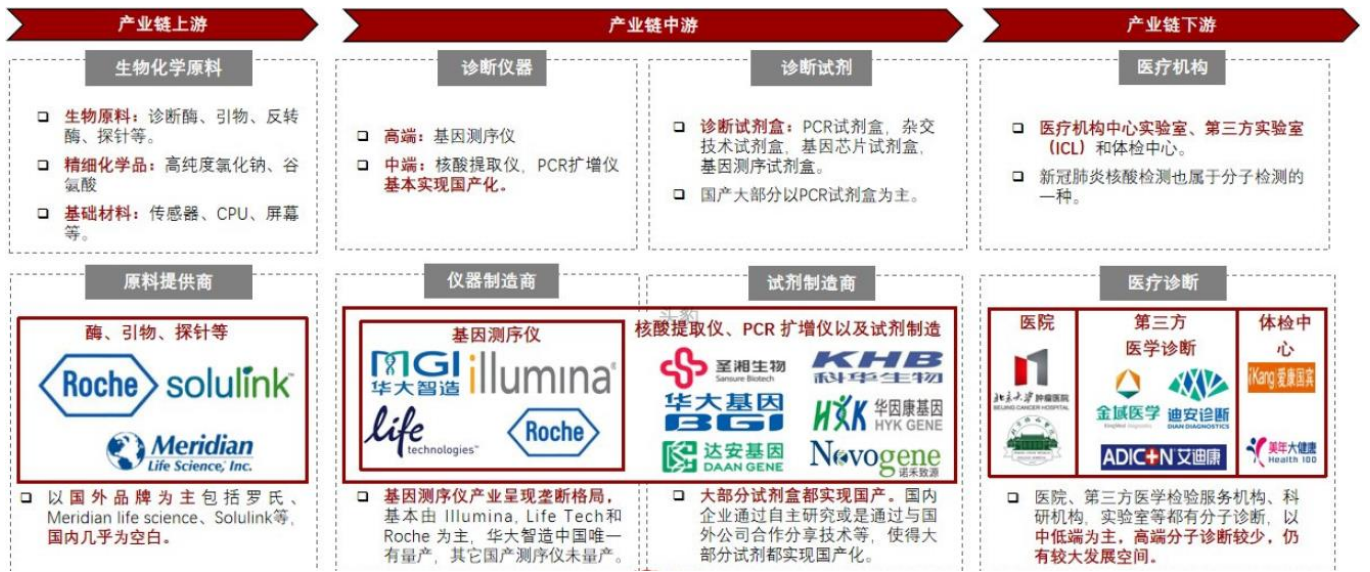 产业链上游
产业链中游
产业链下游
生物化学原料
生物原料：诊断酶、引物、反转
酶、探针等。
精细化学品：高纯度氯化钠、谷
氨酸
基础材料：传感器、CPU、屏幕
等。
诊断仪器
高端：基因测序仪
中端：核酸提取仪，PCR扩增仪
基本实现国产化。
诊断试剂
诊断试剂盒：PCR试剂盒，杂交
技术试剂盒，基因芯片试剂盒，
基因测序试剂盒。
国产大部分以PCR试剂盒为主。
医疗机构
医疗机构中心实验室、第三方实验室
（ICL）和体检中心。
新冠肺炎核酸检测也属于分子检测的
一种。
原料提供商
酶、引物、探针等
Roche
solulink
Meridian
Life Science, Inc.
以国外品牌为主包括罗氏、
Meridian life science、Solulink等，
国内几乎为空白。
仪器制造商
基因测序仪
MGI
华大智造
illumina
life
technologies™
Roche
基因测序仪产业呈现垄断格局，
基本由 Illumina, Life Tech和
Roche 为主，华大智造中国唯一
有量产，其它国产测序仪未量产。
试剂制造商
头豹
核酸提取仪、PCR 扩增仪以及试剂制造
圣湘生物
Sansure Biotech
KHB
科华生物
华大基因
BGI
HYK
华因康基因
HYK GENE
达安基因
DAAN GENE
Novogene
诺禾致源
大部分试剂盒都实现国产。国内
企业通过自主研究或是通过与国
外公司合作分享技术等，使得大
部分试剂都实现国产化。
医疗诊断
医院
北京大学肿瘤医院
BEIJING CANCER HOSPITAL
第三方
医学诊断
金域医学
KingMed Diagnostics
迪安诊断
DIAN DIAGNOSTICS
ADICON 艾迪康
体检中
心
iKang 爱康国宾
美年大健康
Health 100
医院、第三方医学检验服务机构、科
研机构，实验室等都有分子诊断，以
中低端为主，高端分子诊断较少，仍
有较大发展空间。